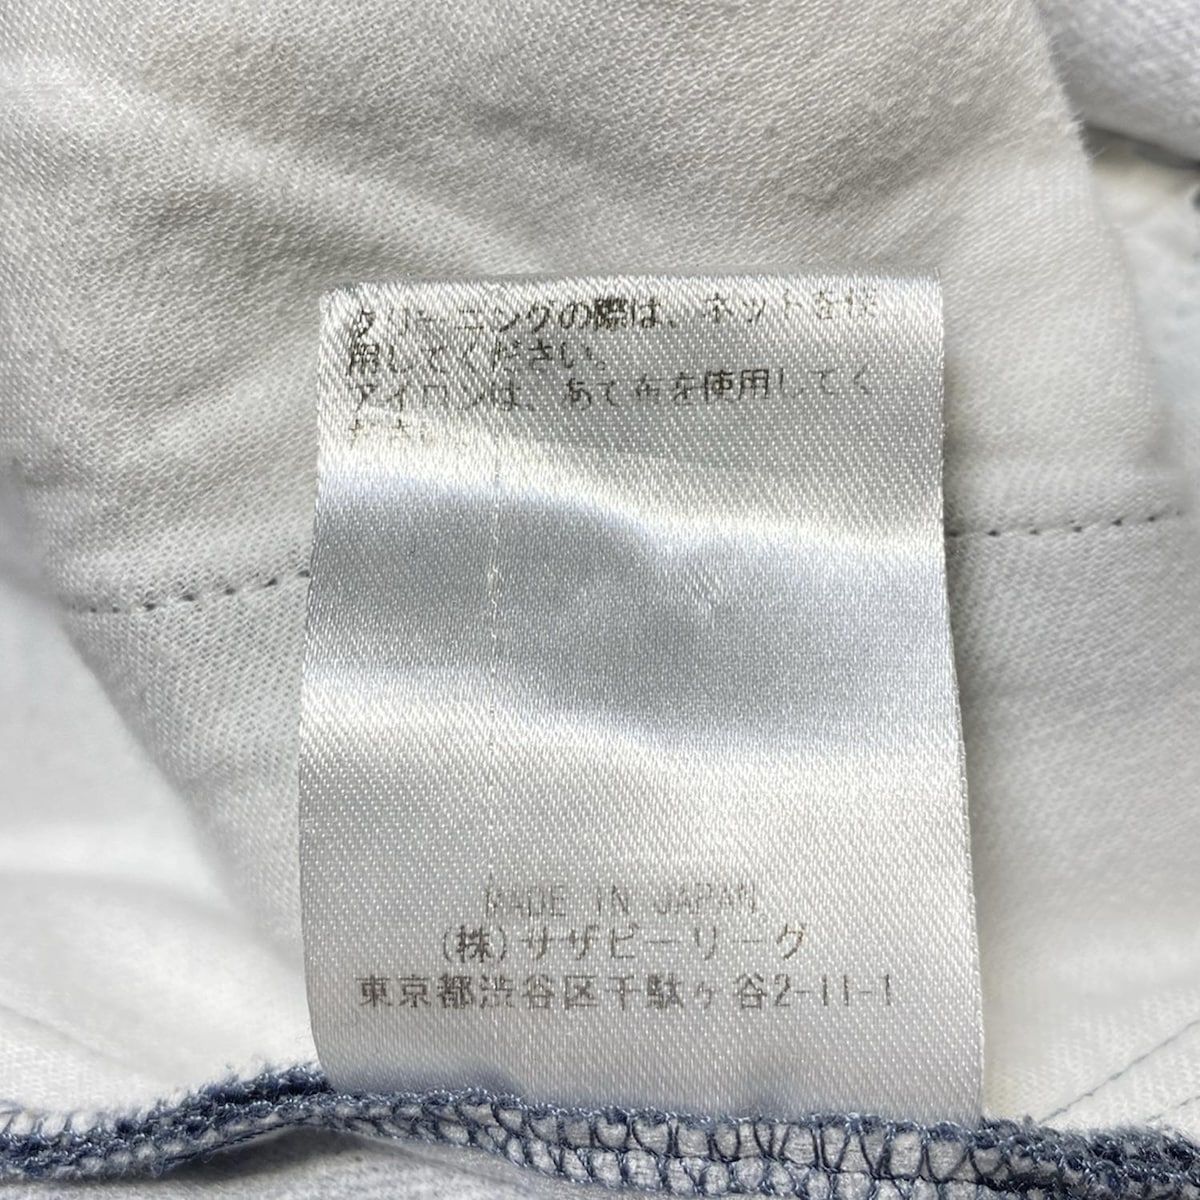 クリーニングの際は、ネットを使
用してください。
アイロンは、あて布を使用してく
ださい
MADE IN JAPAN
(株)サザビーリーグ
東京都渋谷区千駄ヶ谷2-11-1